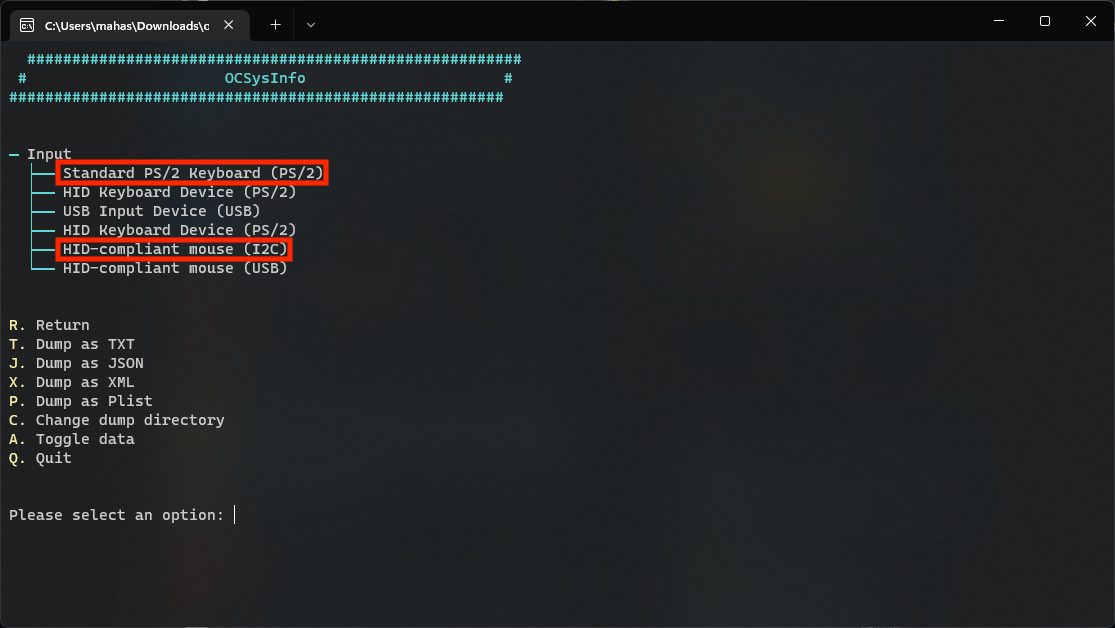 C:\Users\mahas\Downloads\o
#######################################################
# OCSysInfo #
#######################################################
Input
Standard PS/2 Keyboard (PS/2)
HID Keyboard Device (PS/2)
USB Input Device (USB)
HID Keyboard Device (PS/2)
HID-compliant mouse (I2C)
HID-compliant mouse (USB)
R. Return
T. Dump as TXT
J. Dump as JSON
X. Dump as XML
P. Dump as Plist
C. Change dump directory
A. Toggle data
Q. Quit
Please select an option: